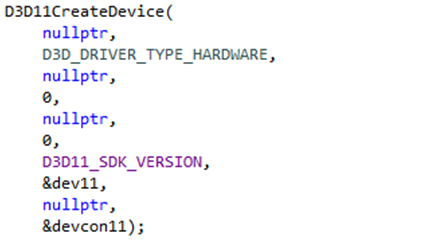 D3D11CreateDevice(
nullptr,
D3D_DRIVER_TYPE_HARDWARE,
nullptr,
0,
nullptr,
0,
D3D11_SDK_VERSION,
&dev11,
nullptr,
&devcon11);